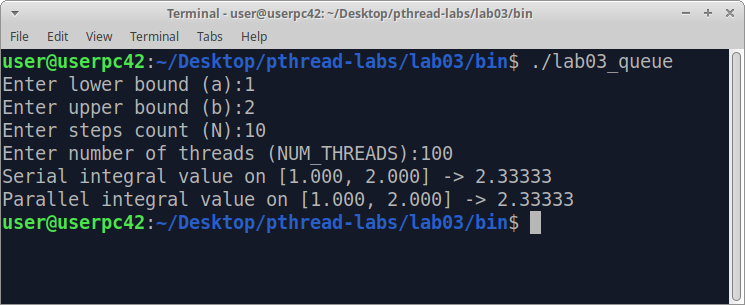 Terminal - user@userpc42: ~/Desktop/pthread-labs/lab03/bin
File Edit View Terminal Tabs Help
user@userpc42:~/Desktop/pthread-labs/lab03/bin$ ./lab03_queue
Enter lower bound (a):1
Enter upper bound (b):2
Enter steps count (N):10
Enter number of threads (NUM_THREADS):100
Serial integral value on [1.000, 2.000] -> 2.33333
Parallel integral value on [1.000, 2.000] -> 2.33333
user@userpc42:~/Desktop/pthread-labs/lab03/bin$